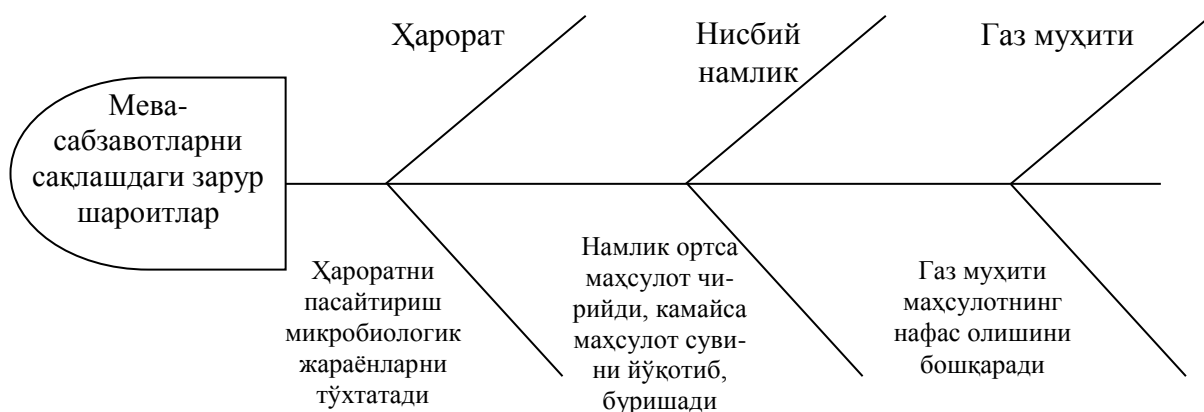 Ҳарорат
Нисбий
намлик
Газ муҳити
Мева-
сабзавотларни
сақлашдаги зарур
шароитлар
Ҳароратни
пасайтириш
микробиологик
жараёнларни
тўхтатади
Намлик ортса
маҳсулот чи-
рийди, камайса
маҳсулот суви-
ни йўқотиб,
буришади
Газ муҳити
маҳсулотнинг
нафас олишини
бошқаради